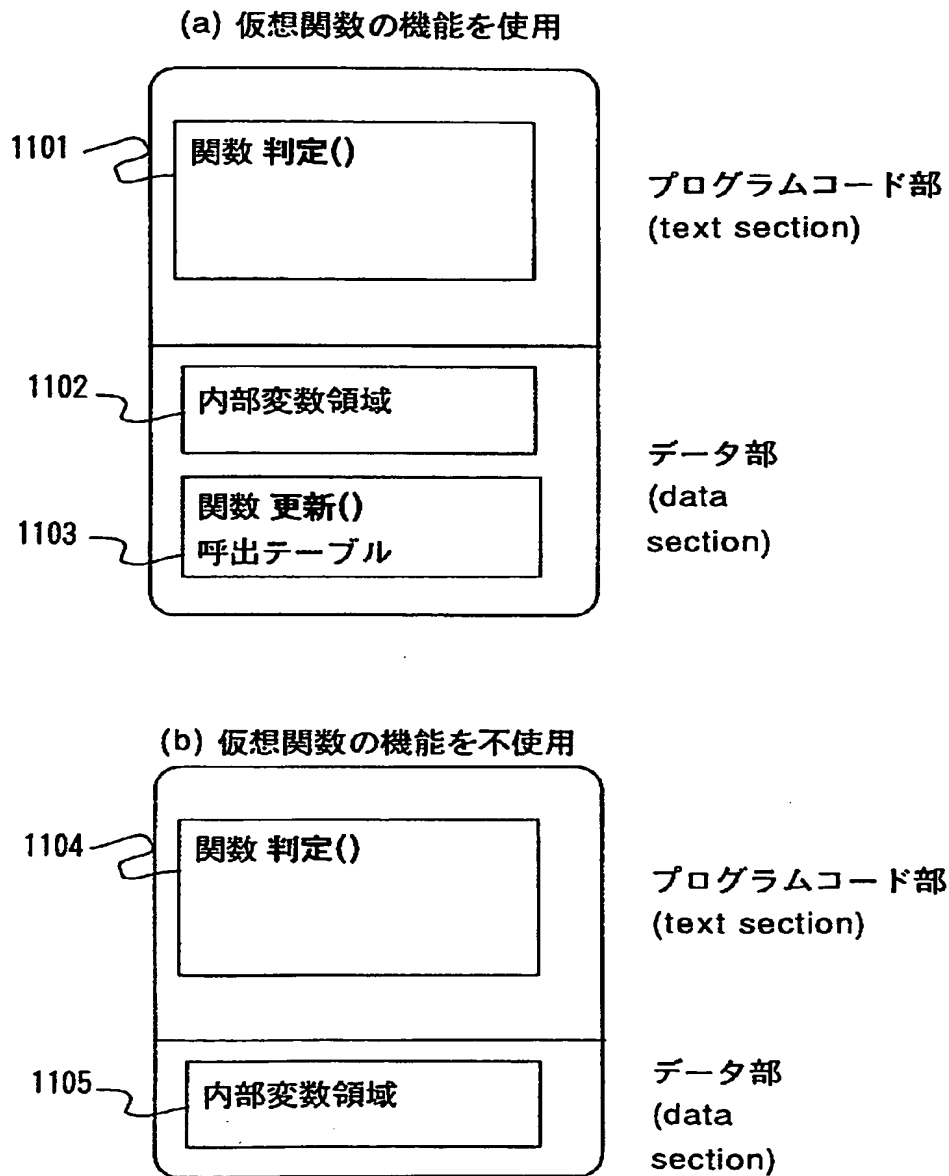 (a) 仮想関数の機能を使用
1101
関数 判定()
プログラムコード部
(text section)
1102
内部変数領域
データ部
(data
section)
1103
関数 更新()
呼出テーブル
(b) 仮想関数の機能を不使用
1104
関数 判定()
プログラムコード部
(text section)
1105
内部変数領域
データ部
(data
section)